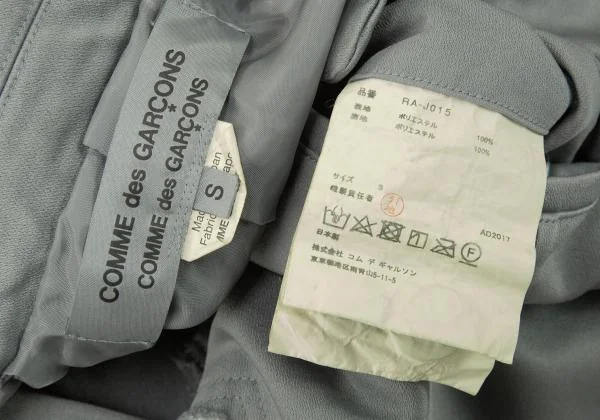 COMME des GARÇONS
COMME des GARÇONS
S
Made
Fabric
COMME
品番 RA-J015
表地 ポリエステル 100%
裏地 ポリエステル 100%
サイズ S
縫製責任者
AD2017
日本製
株式会社 コム デ ギャルソン
東京都港区南青山5-11-5